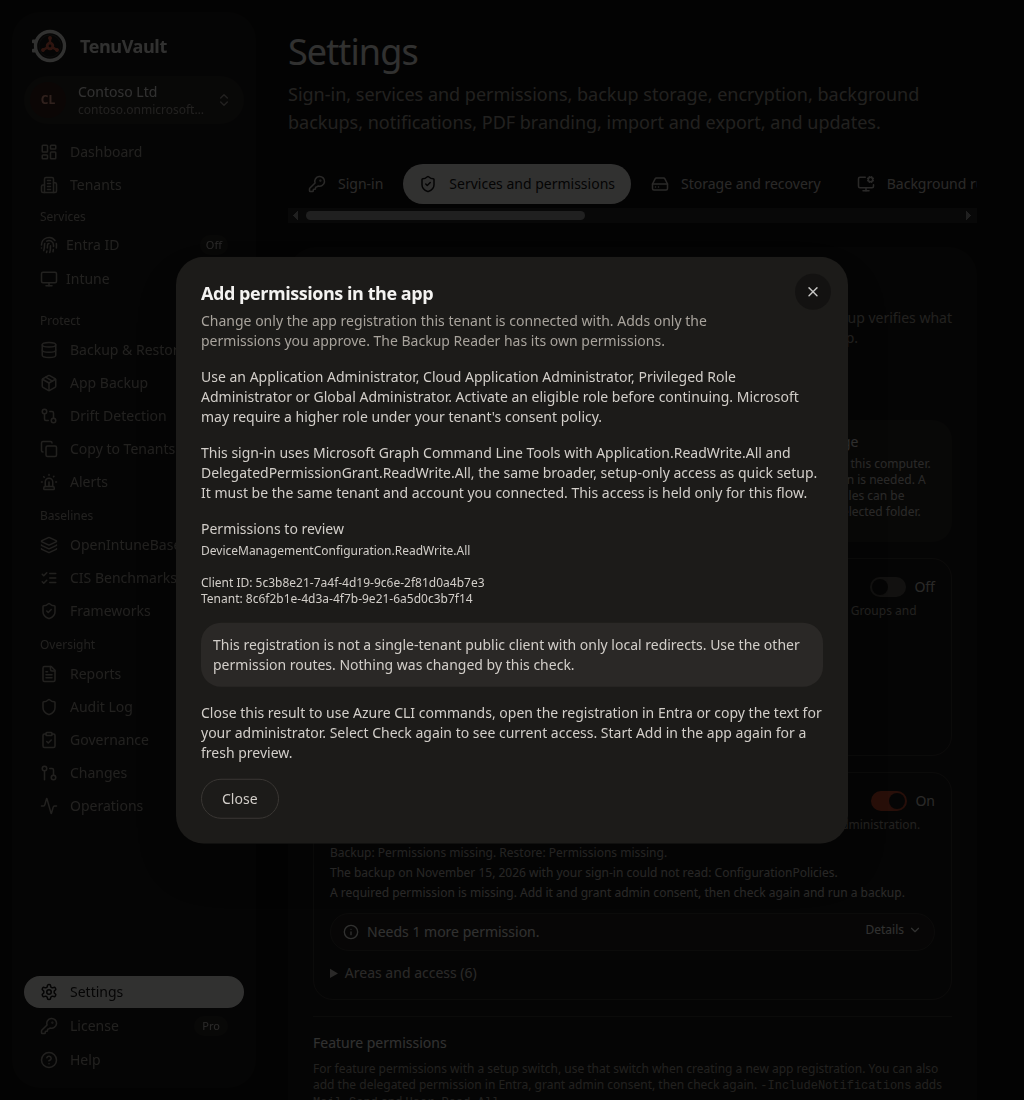 TenuVault
CL
Contoso Ltd
contoso.onmicrosoft...
Dashboard
Tenants
Services
Entra ID
Off
Intune
Protect
Backup & Restor
App Backup
Drift Detection
Copy to Tenants
Alerts
Baselines
OpenIntuneBase
CIS Benchmarks
Frameworks
Oversight
Reports
Audit Log
Governance
Changes
Operations
Settings
License
Pro
Help
Settings
Sign-in, services and permissions, backup storage, encryption, background
backups, notifications, PDF branding, import and export, and updates.
Sign-in
Services and permissions
Storage and recovery
Background r
up verifies what
p.
ge
this computer.
n is needed. A
les can be
lected folder.
Off
Groups and
On
ministration.
Add permissions in the app
Change only the app registration this tenant is connected with. Adds only the
permissions you approve. The Backup Reader has its own permissions.
Use an Application Administrator, Cloud Application Administrator, Privileged Role
Administrator or Global Administrator. Activate an eligible role before continuing. Microsoft
may require a higher role under your tenant's consent policy.
This sign-in uses Microsoft Graph Command Line Tools with Application.ReadWrite.All and
DelegatedPermissionGrant.ReadWrite.All, the same broader, setup-only access as quick setup.
It must be the same tenant and account you connected. This access is held only for this flow.
Permissions to review
DeviceManagementConfiguration.ReadWrite.All
Client ID: 5c3b8e21-7a4f-4d19-9c6e-2f81d0a4b7e3
Tenant: 8c6f2b1e-4d3a-4f7b-9e21-6a5d0c3b7f14
This registration is not a single-tenant public client with only local redirects. Use the other
permission routes. Nothing was changed by this check.
Close this result to use Azure CLI commands, open the registration in Entra or copy the text for
your administrator. Select Check again to see current access. Start Add in the app again for a
fresh preview.
Close
Backup: Permissions missing. Restore: Permissions missing.
The backup on November 15, 2026 with your sign-in could not read: ConfigurationPolicies.
A required permission is missing. Add it and grant admin consent, then check again and run a backup.
Needs 1 more permission.
Details
Areas and access (6)
Feature permissions
For feature permissions with a setup switch, use that switch when creating a new app registration. You can also
add the delegated permission in Entra, grant admin consent, then check again. -IncludeNotifications adds